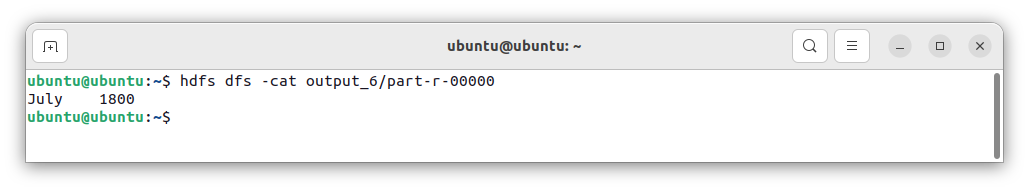 ubuntu@ubuntu: ~
ubuntu@ubuntu:~$ hdfs dfs -cat output_6/part-r-00000
July    1800
ubuntu@ubuntu:~$